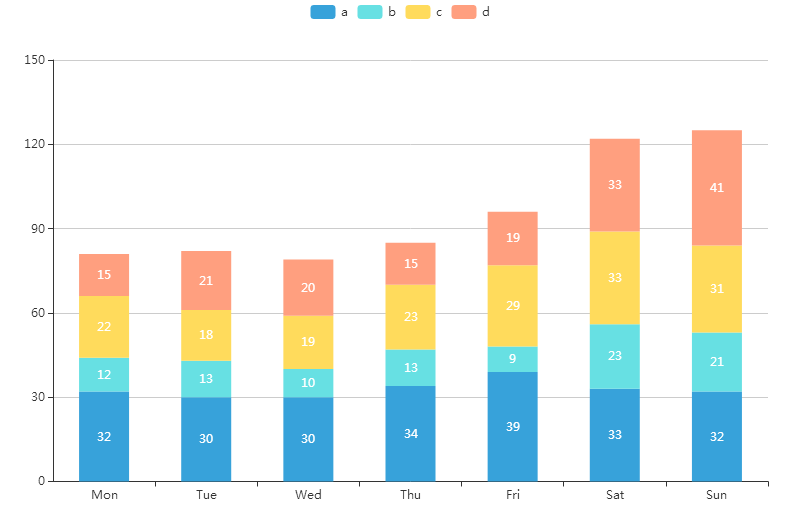 a b c d
150
120
90
60
30
0
15 21 20 15 19 33 41
22 18 19 23 29 33 31
12 13 10 13 9 23 21
32 30 30 34 39 33 32
Mon Tue Wed Thu Fri Sat Sun